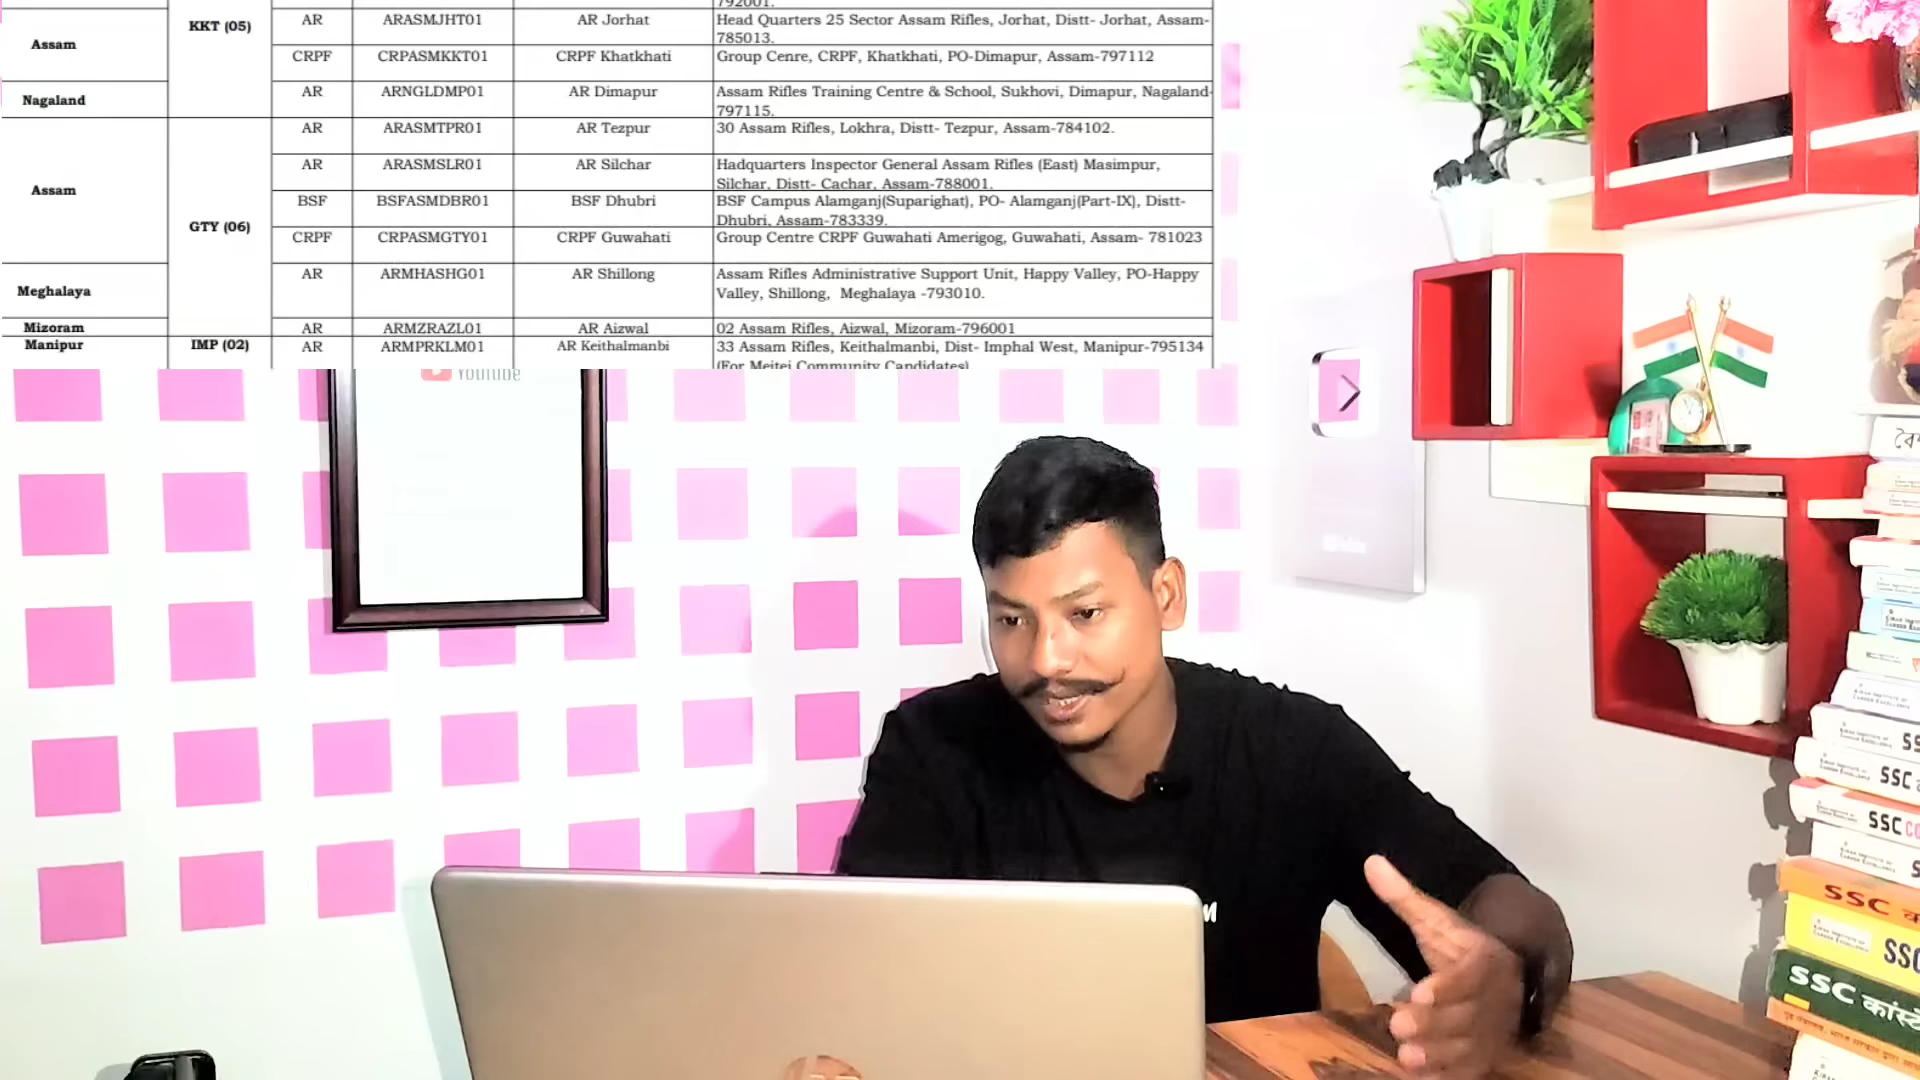 792001.
Assam
KKT (05)
AR
ARASMJHT01
AR Jorhat
Head Quarters 25 Sector Assam Rifles, Jorhat, Distt- Jorhat, Assam-
785013.
CRPF
CRPASMKKT01
CRPF Khatkhati
Group Cenre, CRPF, Khatkhati, PO-Dimapur, Assam-797112
Nagaland
AR
ARNGLDMP01
AR Dimapur
Assam Rifles Training Centre & School, Sukhovi, Dimapur, Nagaland-
797115.
Assam
GTY (06)
AR
ARASMTPR01
AR Tezpur
30 Assam Rifles, Lokhra, Distt- Tezpur, Assam-784102.
AR
ARASMSLR01
AR Silchar
Hadquarters Inspector General Assam Rifles (East) Masimpur,
Silchar, Distt- Cachar, Assam-788001.
BSF
BSFASMDBR01
BSF Dhubri
BSF Campus Alamganj(Suparighat), PO- Alamganj(Part-IX), Distt-
Dhubri, Assam-783339.
CRPF
CRPASMGTY01
CRPF Guwahati
Group Centre CRPF Guwahati Amerigog, Guwahati, Assam- 781023
Meghalaya
AR
ARMHASHG01
AR Shillong
Assam Rifles Administrative Support Unit, Happy Valley, PO-Happy
Valley, Shillong, Meghalaya -793010.
Mizoram
AR
ARMZRAZL01
AR Aizwal
02 Assam Rifles, Aizwal, Mizoram-796001
Manipur
IMP (02)
AR
ARMPRKLM01
AR Keithalmanbi
33 Assam Rifles, Keithalmanbi, Dist- Imphal West, Manipur-795134
(For Meitei Community Candidates)
YouTube
SSC
SSC
SSC
SSC
SSC